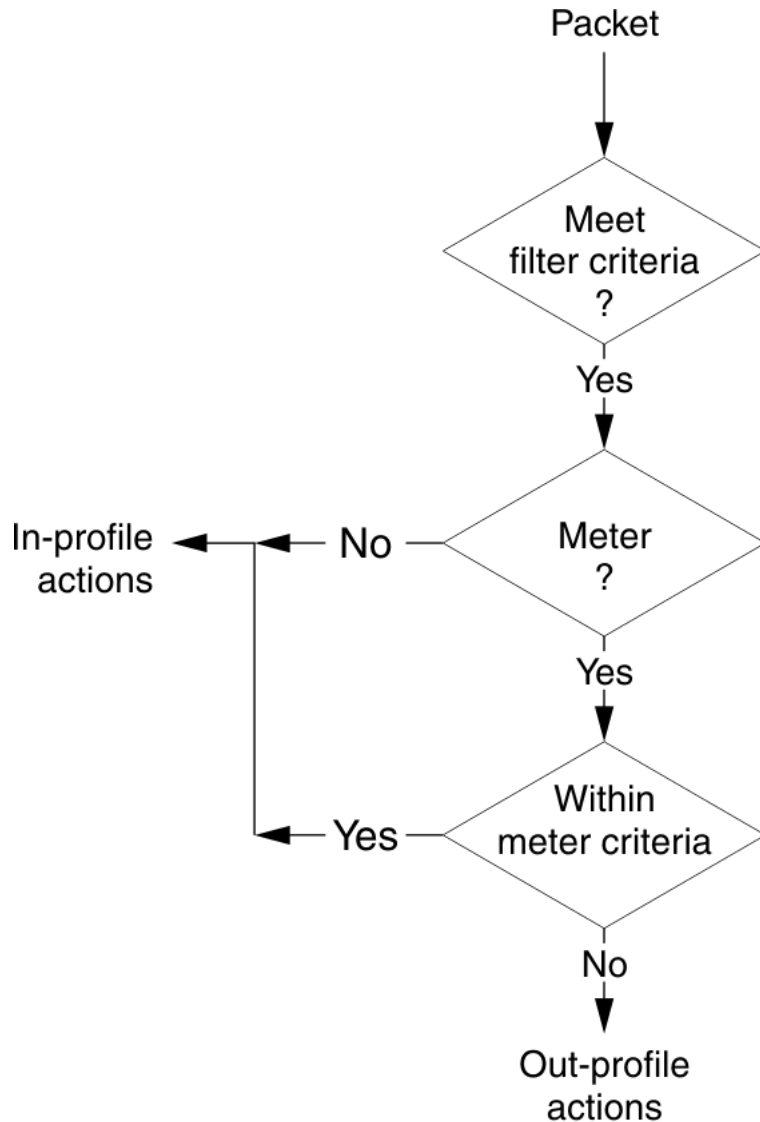 Packet
Meet
filter criteria
?
Yes
In-profile
actions
No
Meter
?
Yes
Within
meter criteria
Yes
No
Out-profile
actions